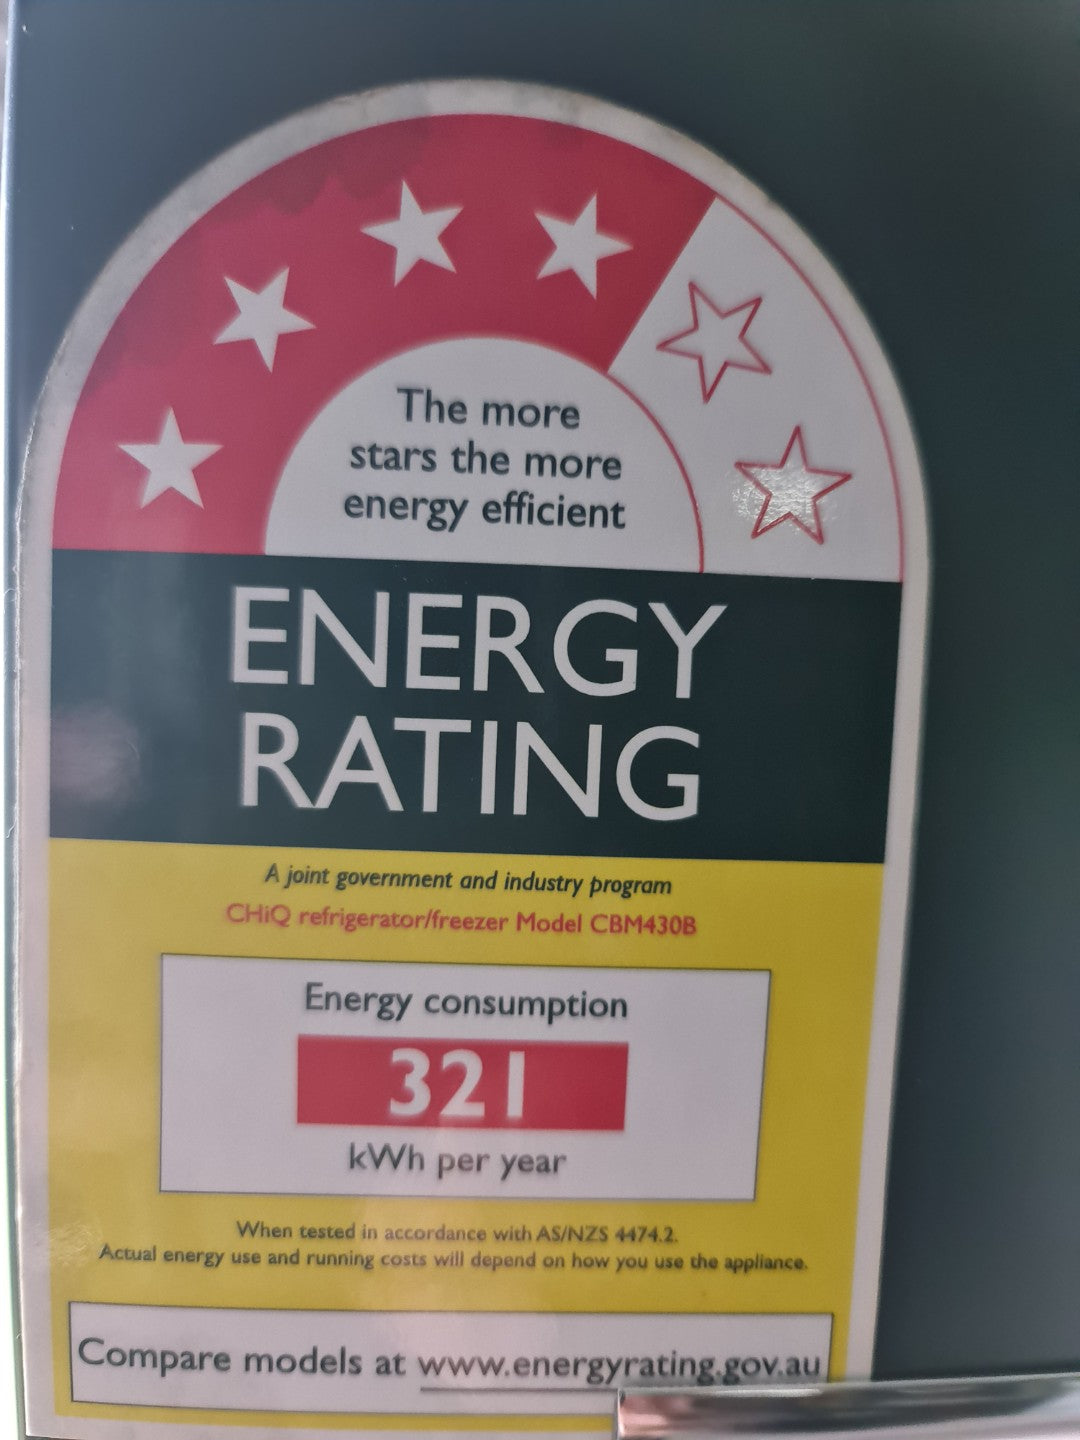 The more
stars the more
energy efficient
ENERGY
RATING
A joint government and industry program
CHiQ refrigerator/freezer Model CBM430B
Energy consumption
321
kWh per year
When tested in accordance with AS/NZS 4474.2.
Actual energy use and running costs will depend on how you use the appliance.
Compare models at www.energyrating.gov.au